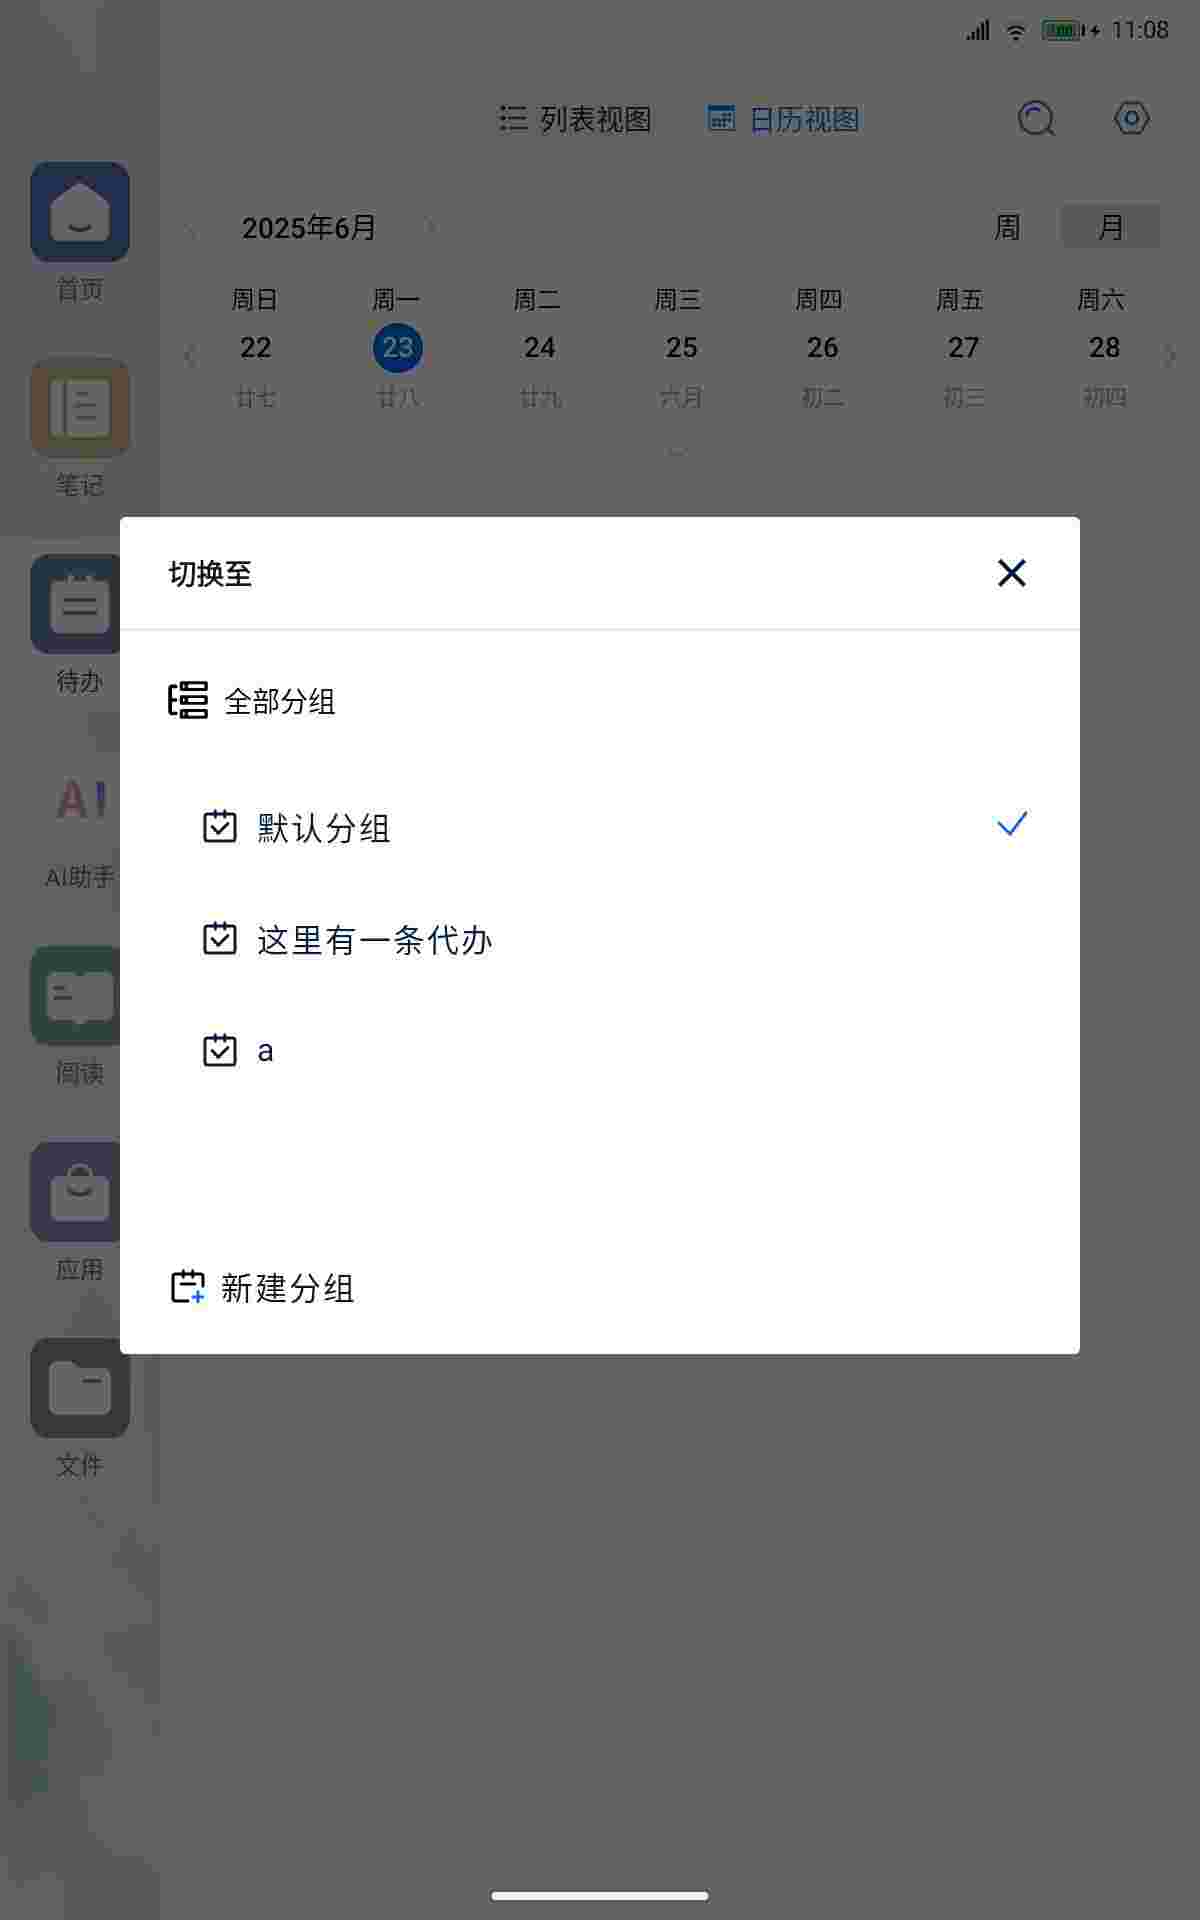 11:08
列表视图 日历视图
2025年6月 周 月
周日 周一 周二 周三 周四 周五 周六
22 23 24 25 26 27 28
廿七 廿八 廿九 六月 初二 初三 初四
首页
笔记
待办
AI
AI助手
阅读
应用
文件
切换至
全部分组
默认分组
这里有一条代办
a
新建分组